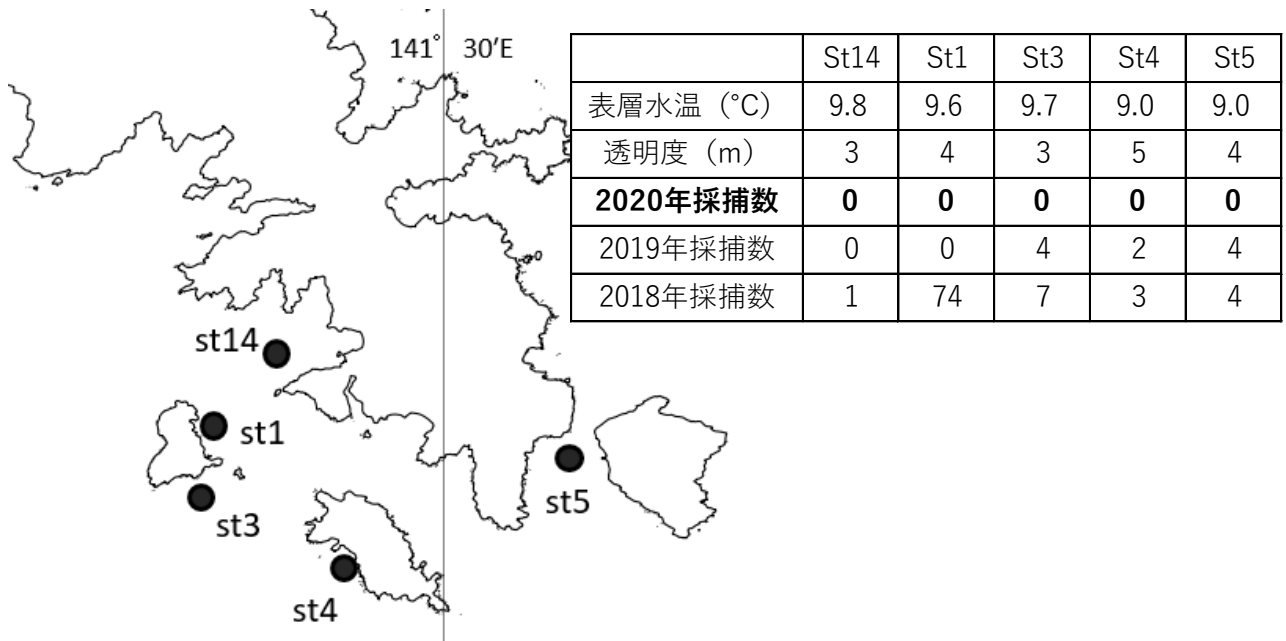 141° 30′E
St14 St1 St3 St4 St5
表層水温（°C） 9.8 9.6 9.7 9.0 9.0
透明度（m） 3 4 3 5 4
2020年採捕数 0 0 0 0 0
2019年採捕数 0 0 4 2 4
2018年採捕数 1 74 7 3 4
st14
st1
st3
st5
st4